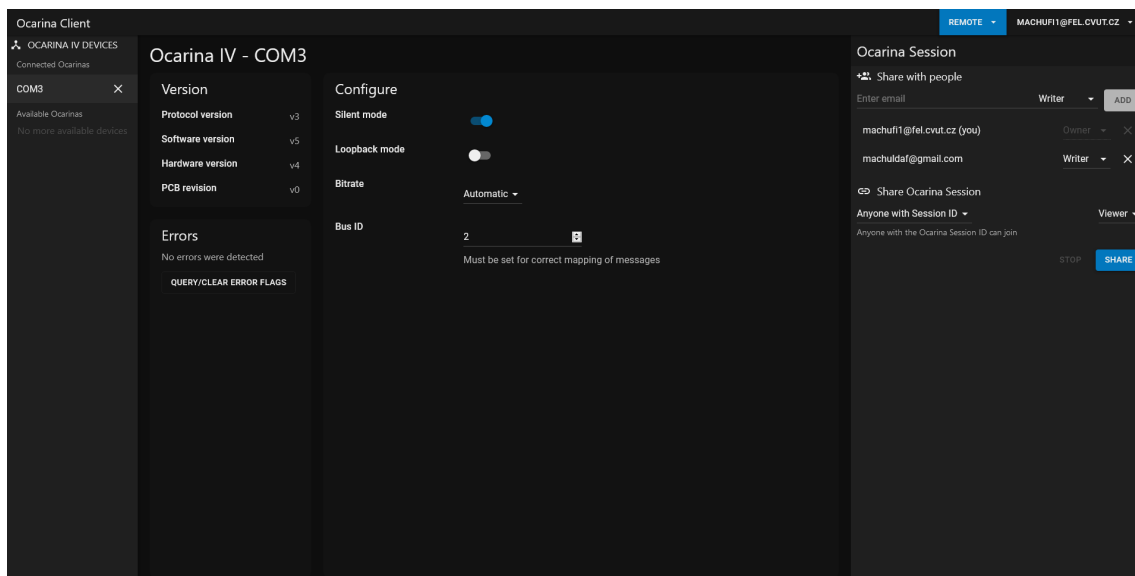 Ocarina Client
REMOTE
MACHUFI1@FEL.CVUT.CZ
OCARINA IV DEVICES
Connected Ocarinas
COM3
Available Ocarinas
No more available devices
Ocarina IV - COM3
Version
Protocol version v3
Software version v5
Hardware version v4
PCB revision v0
Errors
No errors were detected
QUERY/CLEAR ERROR FLAGS
Configure
Silent mode
Loopback mode
Bitrate
Automatic
Bus ID
2
Must be set for correct mapping of messages
Ocarina Session
Share with people
Enter email Writer ADD
machufi1@fel.cvut.cz (you) Owner
machuldaf@gmail.com Writer
Share Ocarina Session
Anyone with Session ID Viewer
Anyone with the Ocarina Session ID can join
STOP SHARE